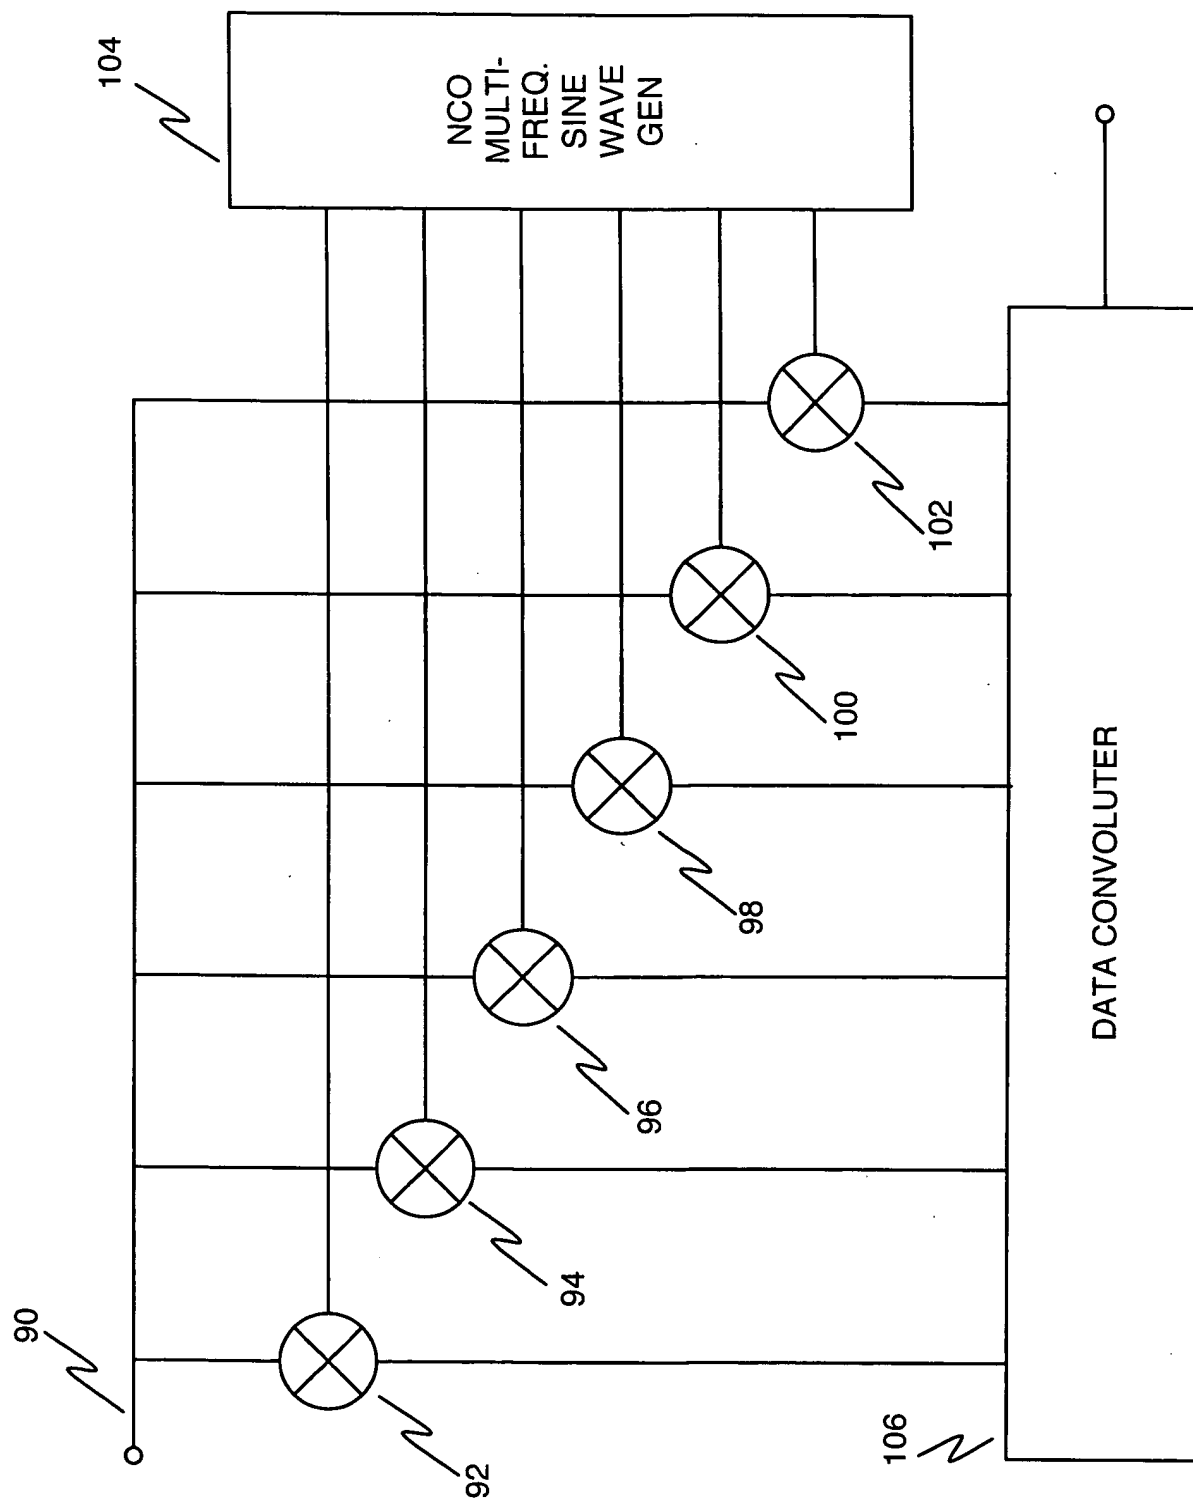 104
NCO
MULTI-
FREQ.
SINE
WAVE
GEN
102
100
98
96
94
90
92
106
DATA CONVOLUTER